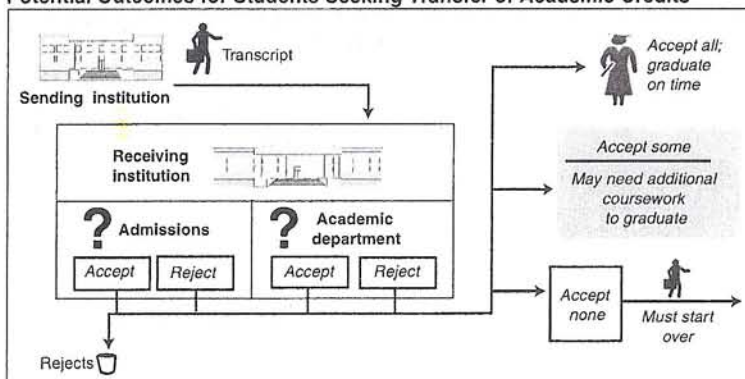 Potential Outcomes for Students Seeking Transfer of Academic Credits
Transcript
Sending institution
Receiving
institution
? Admissions
Accept
Reject
? Academic
department
Accept
Reject
Rejects
Accept all;
graduate
on time
Accept some
May need additional
coursework
to graduate
Accept
none
Must start
over